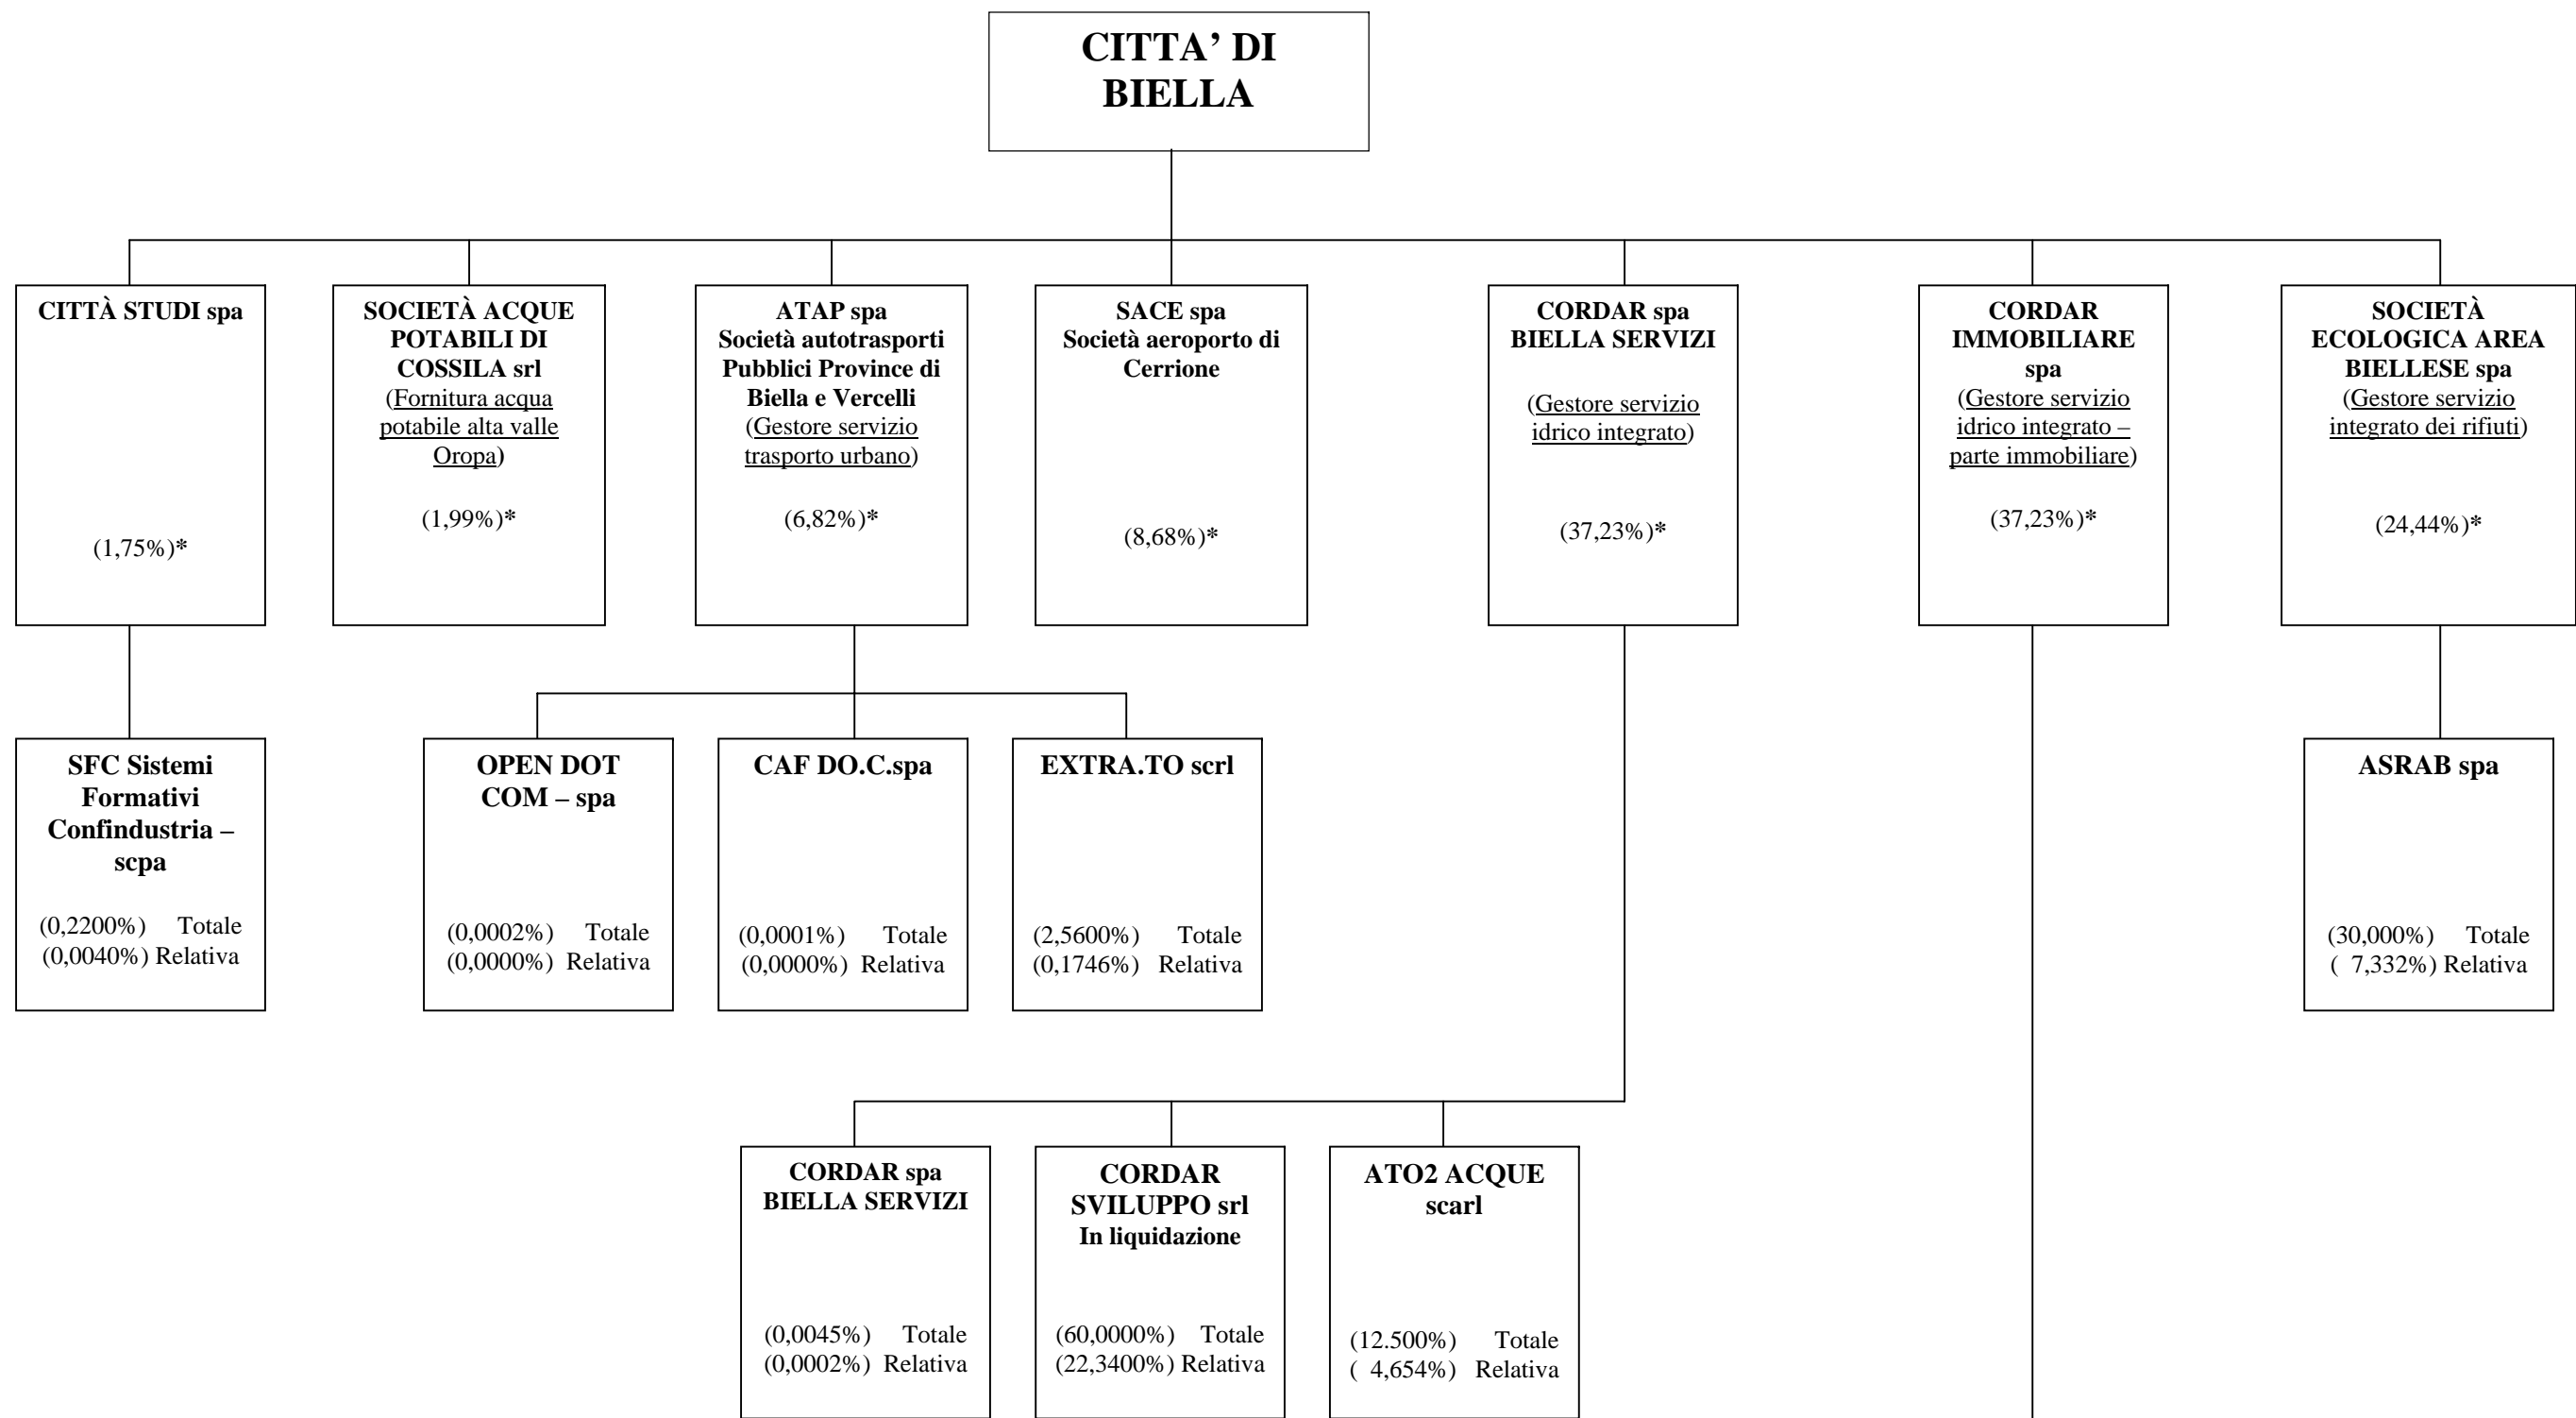 CITTA’ DI
BIELLA
CITTÀ STUDI spa
(1,75%)*
SOCIETÀ ACQUE
POTABILI DI
COSSILA srl
(Fornitura acqua
potabile alta valle
Oropa)
(1,99%)*
ATAP spa
Società autotrasporti
Pubblici Province di
Biella e Vercelli
(Gestore servizio
trasporto urbano)
(6,82%)*
SACE spa
Società aeroporto di
Cerrione
(8,68%)*
CORDAR spa
BIELLA SERVIZI
(Gestore servizio
idrico integrato)
(37,23%)*
CORDAR
IMMOBILIARE
spa
(Gestore servizio
idrico integrato –
parte immobiliare)
(37,23%)*
SOCIETÀ
ECOLOGICA AREA
BIELLESE spa
(Gestore servizio
integrato dei rifiuti)
(24,44%)*
SFC Sistemi
Formativi
Confindustria –
scpa
(0,2200%) Totale
(0,0040%) Relativa
OPEN DOT
COM – spa
(0,0002%) Totale
(0,0000%) Relativa
CAF DO.C.spa
(0,0001%) Totale
(0,0000%) Relativa
EXTRA.TO scrl
(2,5600%) Totale
(0,1746%) Relativa
ASRAB spa
(30,000%) Totale
( 7,332%) Relativa
CORDAR spa
BIELLA SERVIZI
(0,0045%) Totale
(0,0002%) Relativa
CORDAR
SVILUPPO srl
In liquidazione
(60,0000%) Totale
(22,3400%) Relativa
ATO2 ACQUE
scarl
(12.500%) Totale
( 4,654%) Relativa